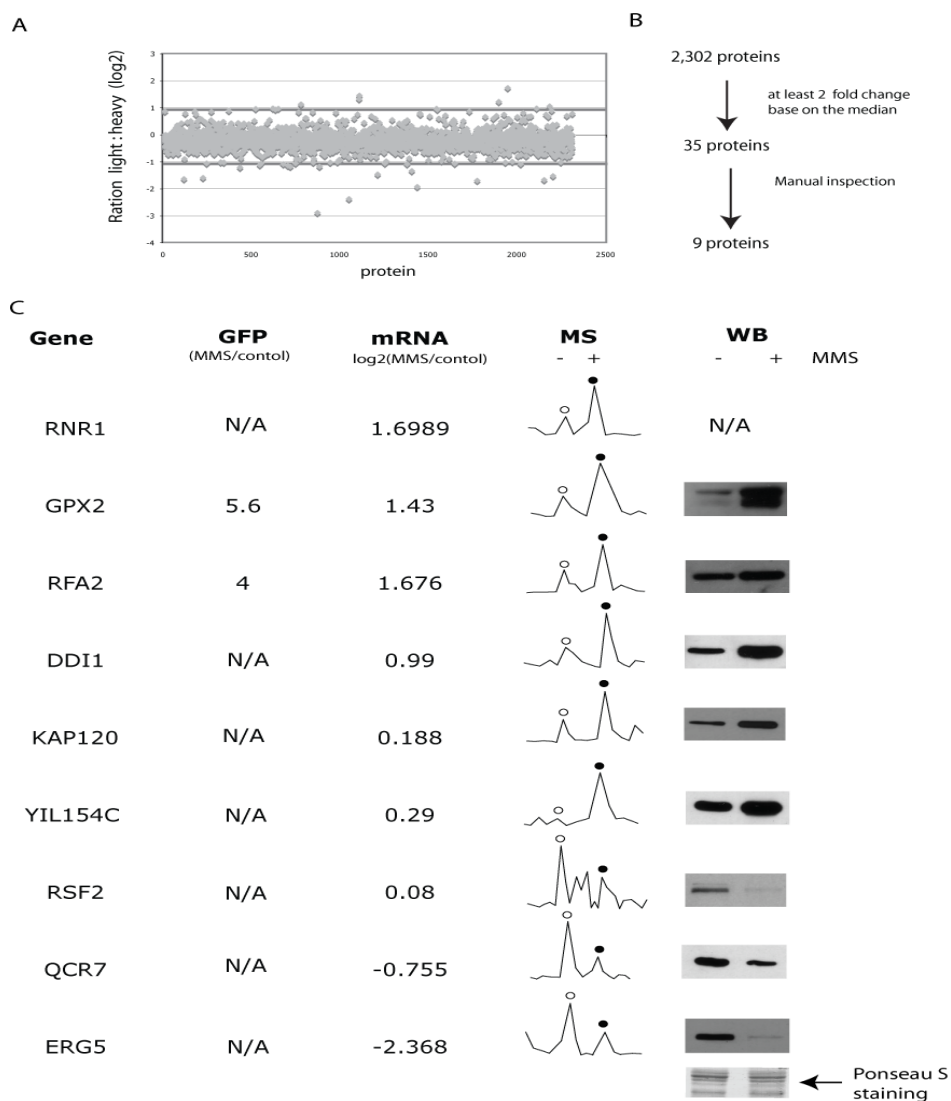 A
Ration light : heavy (log2)
3
2
1
0
-1
-2
-3
-4
0 500 1000 1500 2000 2500
protein
B
2,302 proteins
at least 2 fold change
base on the median
35 proteins
Manual inspection
9 proteins
C
Gene GFP mRNA MS WB
(MMS/contol) log2(MMS/contol) - + - + MMS
RNR1 N/A 1.6989 N/A
GPX2 5.6 1.43
RFA2 4 1.676
DDI1 N/A 0.99
KAP120 N/A 0.188
YIL154C N/A 0.29
RSF2 N/A 0.08
QCR7 N/A -0.755
ERG5 N/A -2.368
Ponseau S
staining